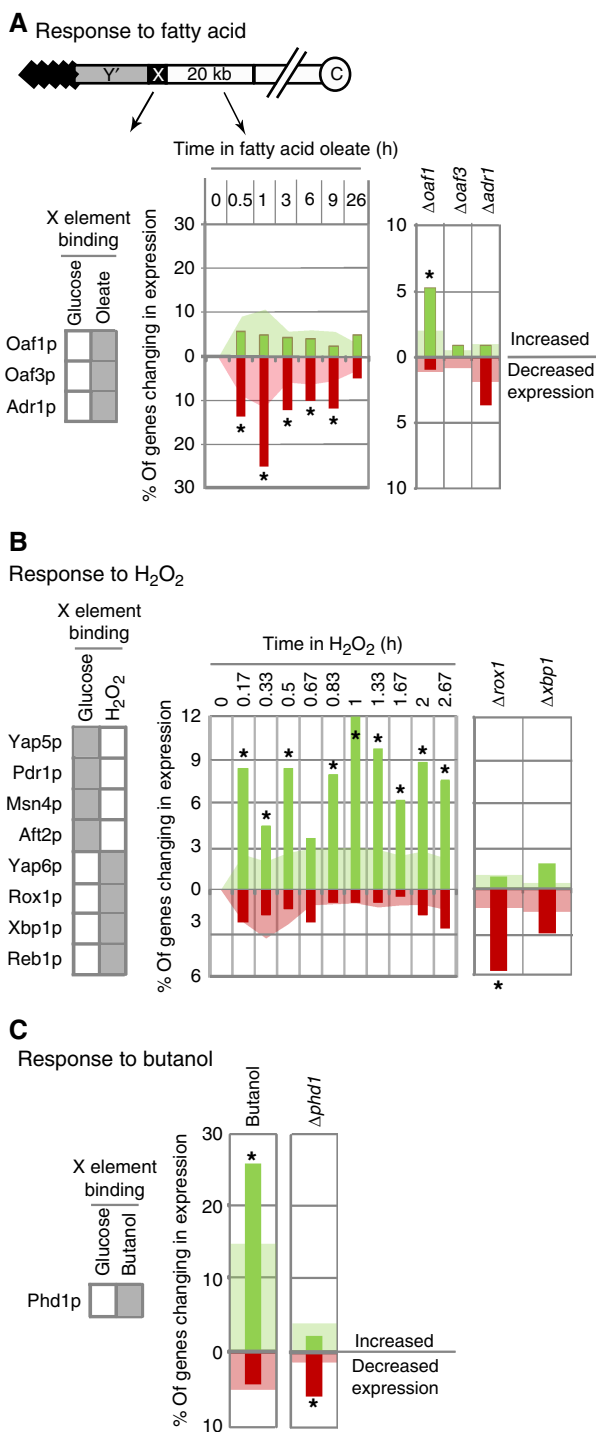 A Response to fatty acid
Y′ X 20 kb C
Time in fatty acid oleate (h)
0 0.5 1 3 6 9 26
Δoaf1 Δoaf3 Δadr1
X element
binding
Glucose Oleate
Oaf1p
Oaf3p
Adr1p
% Of genes changing in expression
30
20
10
0
10
20
30
* * * * *
10
5
0
5
10
*
Increased
Decreased
expression
B
Response to H₂O₂
X element
binding
Glucose H₂O₂
Yap5p
Pdr1p
Msn4p
Aft2p
Yap6p
Rox1p
Xbp1p
Reb1p
Time in H₂O₂ (h)
0 0.17 0.33 0.5 0.67 0.83 1 1.33 1.67 2 2.67
Δrox1 Δxbp1
% Of genes changing in expression
12
9
6
3
0
3
6
* * * * * * * * *
*
C
Response to butanol
X element
binding
Glucose Butanol
Phd1p
Butanol Δphd1
% Of genes changing in expression
30
20
10
0
10
*
*
Increased
Decreased
expression